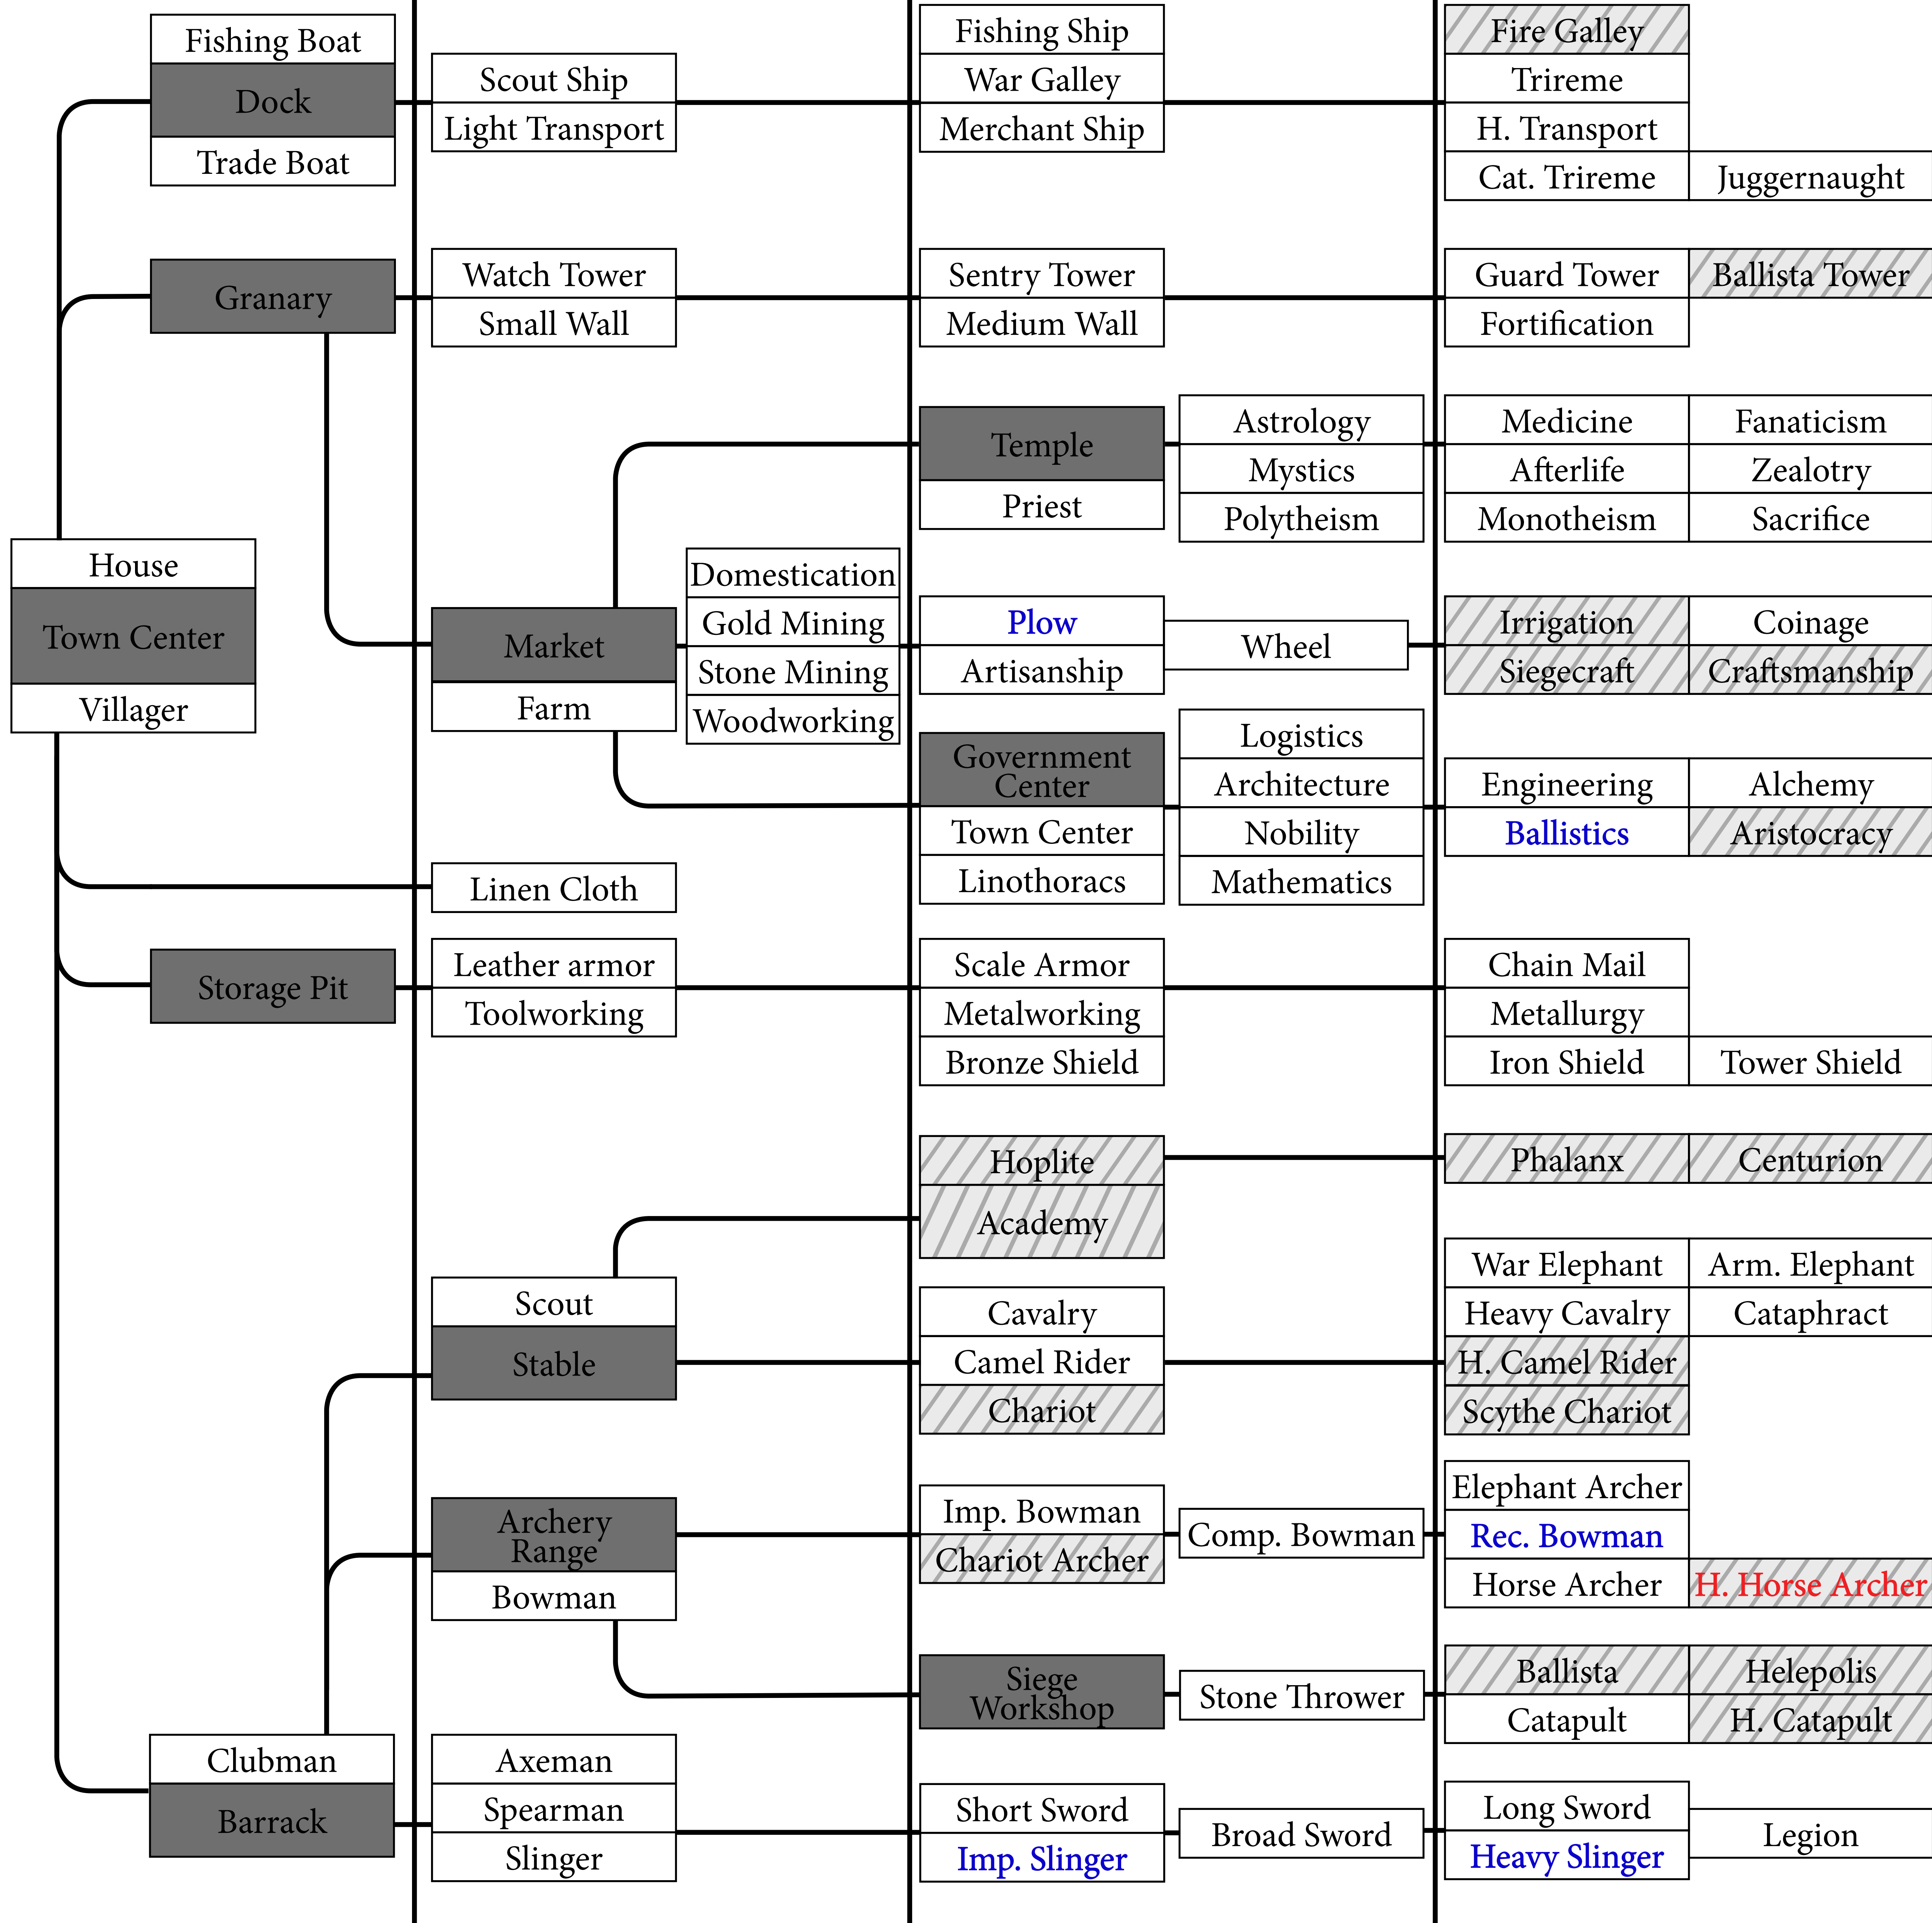 Fishing Boat
Dock
Trade Boat
Scout Ship
Light Transport
Fishing Ship
War Galley
Merchant Ship
Fire Galley
Trireme
H. Transport
Cat. Trireme
Juggernaught
Granary
Watch Tower
Small Wall
Sentry Tower
Medium Wall
Guard Tower
Ballista Tower
Fortification
Temple
Priest
Astrology
Mystics
Polytheism
Medicine
Fanaticism
Afterlife
Zealotry
Monotheism
Sacrifice
House
Town Center
Villager
Market
Farm
Domestication
Gold Mining
Stone Mining
Woodworking
Plow
Artisanship
Wheel
Irrigation
Coinage
Siegecraft
Craftsmanship
Government
Center
Town Center
Linothoracs
Logistics
Architecture
Nobility
Mathematics
Engineering
Alchemy
Ballistics
Aristocracy
Linen Cloth
Storage Pit
Leather armor
Toolworking
Scale Armor
Metalworking
Bronze Shield
Chain Mail
Metallurgy
Iron Shield
Tower Shield
Hoplite
Academy
Phalanx
Centurion
Scout
Stable
Cavalry
Camel Rider
Chariot
War Elephant
Arm. Elephant
Heavy Cavalry
Cataphract
H. Camel Rider
Scythe Chariot
Archery
Range
Bowman
Imp. Bowman
Chariot Archer
Comp. Bowman
Elephant Archer
Rec. Bowman
Horse Archer
H. Horse Archer
Siege
Workshop
Stone Thrower
Ballista
Helepolis
Catapult
H. Catapult
Clubman
Barrack
Axeman
Spearman
Slinger
Short Sword
Imp. Slinger
Broad Sword
Long Sword
Heavy Slinger
Legion